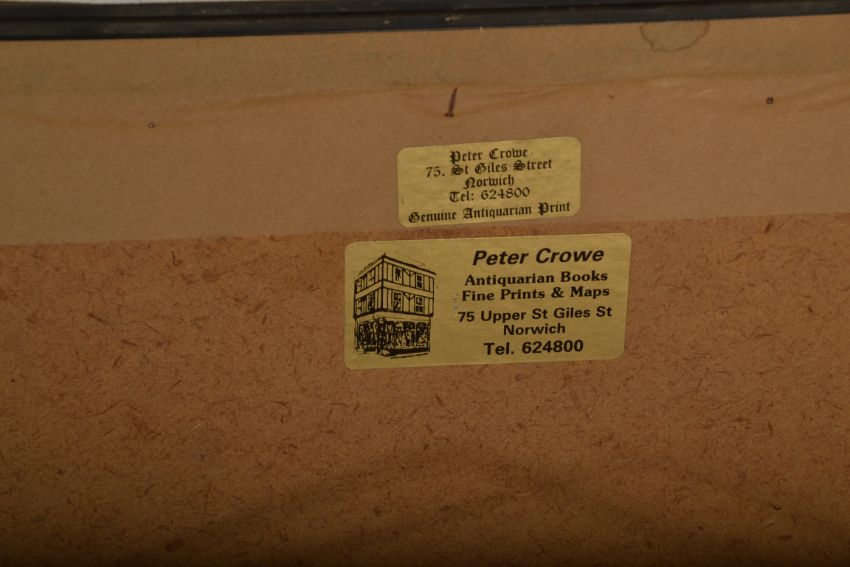 Peter Crowe
75. St Giles Street
Norwich
Tel: 624800
Genuine Antiquarian Print
Peter Crowe
Antiquarian Books
Fine Prints & Maps
75 Upper St Giles St
Norwich
Tel. 624800